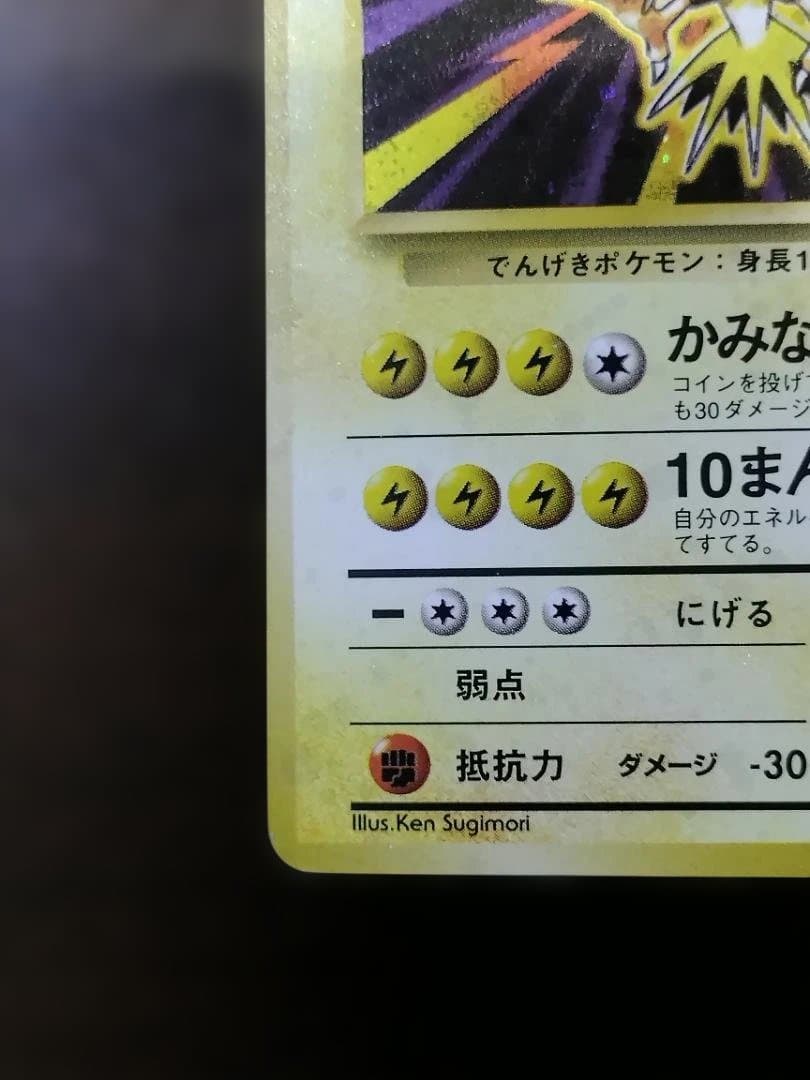 でんげきポケモン：身長1
かみな
コインを投げて
も30ダメージ
10まん
自分のエネル
てすてる。
にげる
弱点
抵抗力 ダメージ -30
Illus.Ken Sugimori